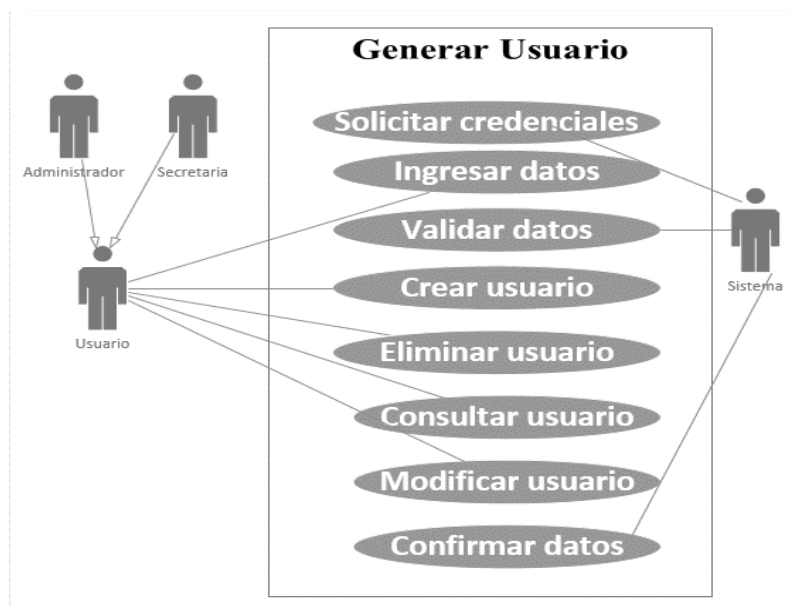 Generar Usuario
Administrador
Secretaria
Usuario
Solicitar credenciales
Ingresar datos
Validar datos
Crear usuario
Eliminar usuario
Consultar usuario
Modificar usuario
Confirmar datos
Sistema